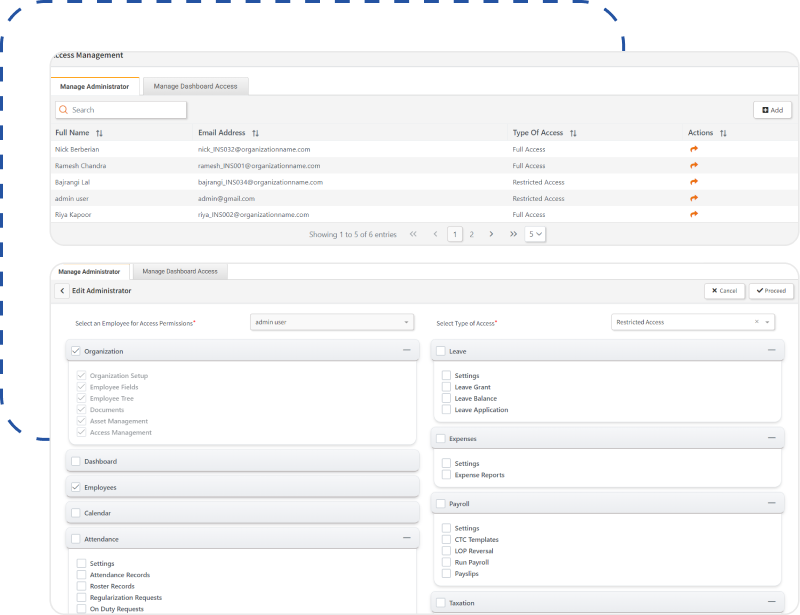 ccess Management
Manage Administrator Manage Dashboard Access
Search Add
Full Name Email Address Type Of Access Actions
Nick Berberian nick_INS032@organizationname.com Full Access
Ramesh Chandra ramesh_INS001@organizationname.com Full Access
Bajrangi Lal bajrangi_INS034@organizationname.com Restricted Access
admin user admin@gmail.com Restricted Access
Riya Kapoor riya_INS002@organizationname.com Full Access
Showing 1 to 5 of 6 entries 1 2 5
Manage Administrator Manage Dashboard Access
Edit Administrator Cancel Proceed
Select an Employee for Access Permissions* admin user Select Type of Access* Restricted Access
Organization
Organization Setup
Employee Fields
Employee Tree
Documents
Asset Management
Access Management
Dashboard
Employees
Calendar
Attendance
Settings
Attendance Records
Roster Records
Regularization Requests
On Duty Requests
Leave
Settings
Leave Grant
Leave Balance
Leave Application
Expenses
Settings
Expense Reports
Payroll
Settings
CTC Templates
LOP Reversal
Run Payroll
Payslips
Taxation